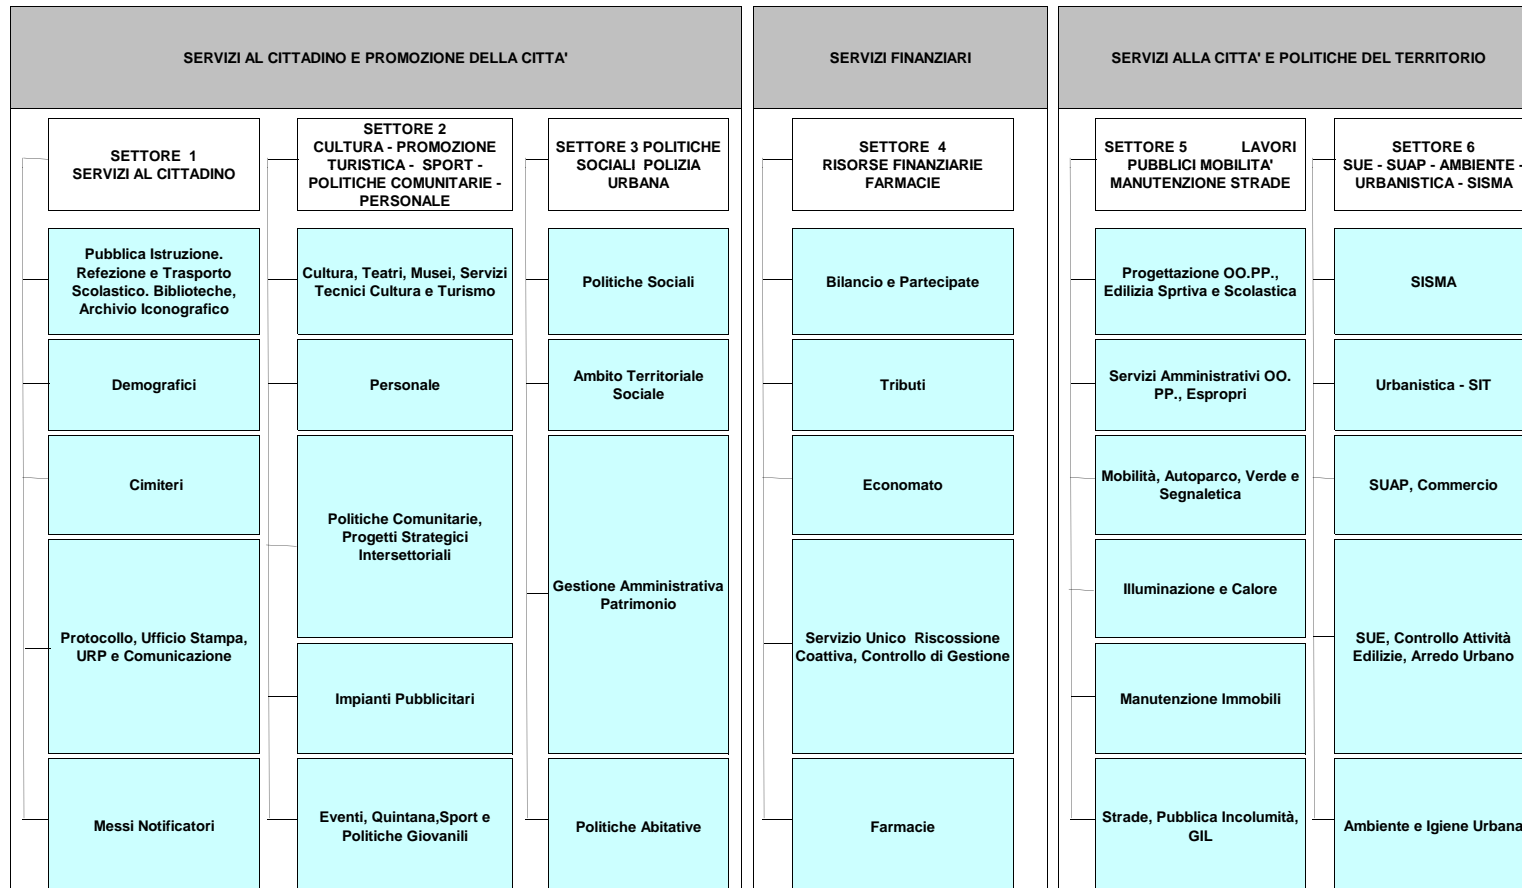 SERVIZI AL CITTADINO E PROMOZIONE DELLA CITTA'
SERVIZI FINANZIARI
SERVIZI ALLA CITTA' E POLITICHE DEL TERRITORIO
SETTORE 1
SERVIZI AL CITTADINO
SETTORE 2
CULTURA - PROMOZIONE
TURISTICA - SPORT -
POLITICHE COMUNITARIE -
PERSONALE
SETTORE 3 POLITICHE
SOCIALI POLIZIA
URBANA
SETTORE 4
RISORSE FINANZIARIE
FARMACIE
SETTORE 5 LAVORI
PUBBLICI MOBILITA'
MANUTENZIONE STRADE
SETTORE 6
SUE - SUAP - AMBIENTE -
URBANISTICA - SISMA
Pubblica Istruzione.
Refezione e Trasporto
Scolastico. Biblioteche,
Archivio Iconografico
Cultura, Teatri, Musei, Servizi
Tecnici Cultura e Turismo
Politiche Sociali
Bilancio e Partecipate
Progettazione OO.PP.,
Edilizia Sprtiva e Scolastica
SISMA
Demografici
Personale
Ambito Territoriale
Sociale
Tributi
Servizi Amministrativi OO.
PP., Espropri
Urbanistica - SIT
Cimiteri
Politiche Comunitarie,
Progetti Strategici
Intersettoriali
Gestione Amministrativa
Patrimonio
Economato
Mobilità, Autoparco, Verde e
Segnaletica
SUAP, Commercio
Protocollo, Ufficio Stampa,
URP e Comunicazione
Impianti Pubblicitari
Servizio Unico Riscossione
Coattiva, Controllo di Gestione
Illuminazione e Calore
Manutenzione Immobili
SUE, Controllo Attività
Edilizie, Arredo Urbano
Messi Notificatori
Eventi, Quintana,Sport e
Politiche Giovanili
Politiche Abitative
Farmacie
Strade, Pubblica Incolumità,
GIL
Ambiente e Igiene Urbana